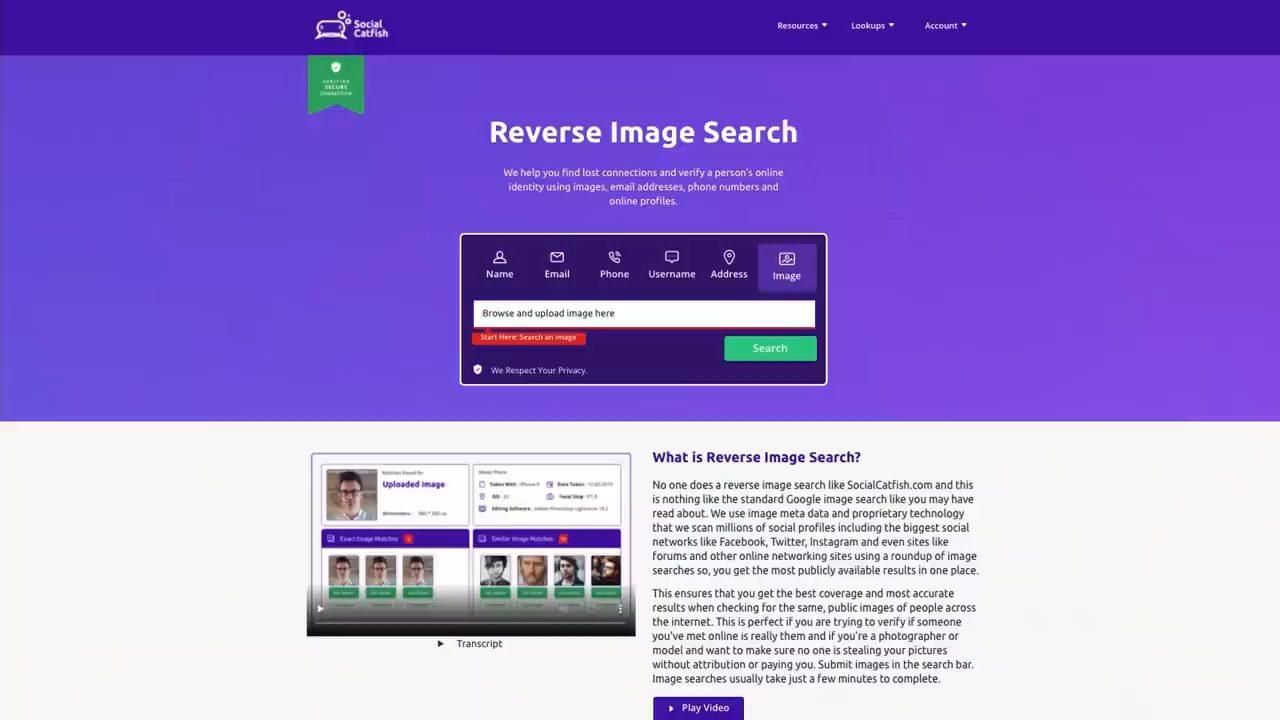 Social
Catfish
Resources
Lookups
Account
VERIFIED
SECURE
CONNECTION
Reverse Image Search
We help you find lost connections and verify a person's online
identity using images, email addresses, phone numbers and
online profiles.
Name
Email
Phone
Username
Address
Image
Browse and upload image here
Start Here: Search an image
Search
We Respect Your Privacy.
Uploaded Image
Exact Image Matches
Similar Image Matches
Transcript
What is Reverse Image Search?
No one does a reverse image search like SocialCatfish.com and this
is nothing like the standard Google image search like you may have
read about. We use image meta data and proprietary technology
that we scan millions of social profiles including the biggest social
networks like Facebook, Twitter, Instagram and even sites like
forums and other online networking sites using a roundup of image
searches so, you get the most publicly available results in one place.
This ensures that you get the best coverage and most accurate
results when checking for the same, public images of people across
the internet. This is perfect if you are trying to verify if someone
you've met online is really them and if you're a photographer or
model and want to make sure no one is stealing your pictures
without attribution or paying you. Submit images in the search bar.
Image searches usually take just a few minutes to complete.
Play Video